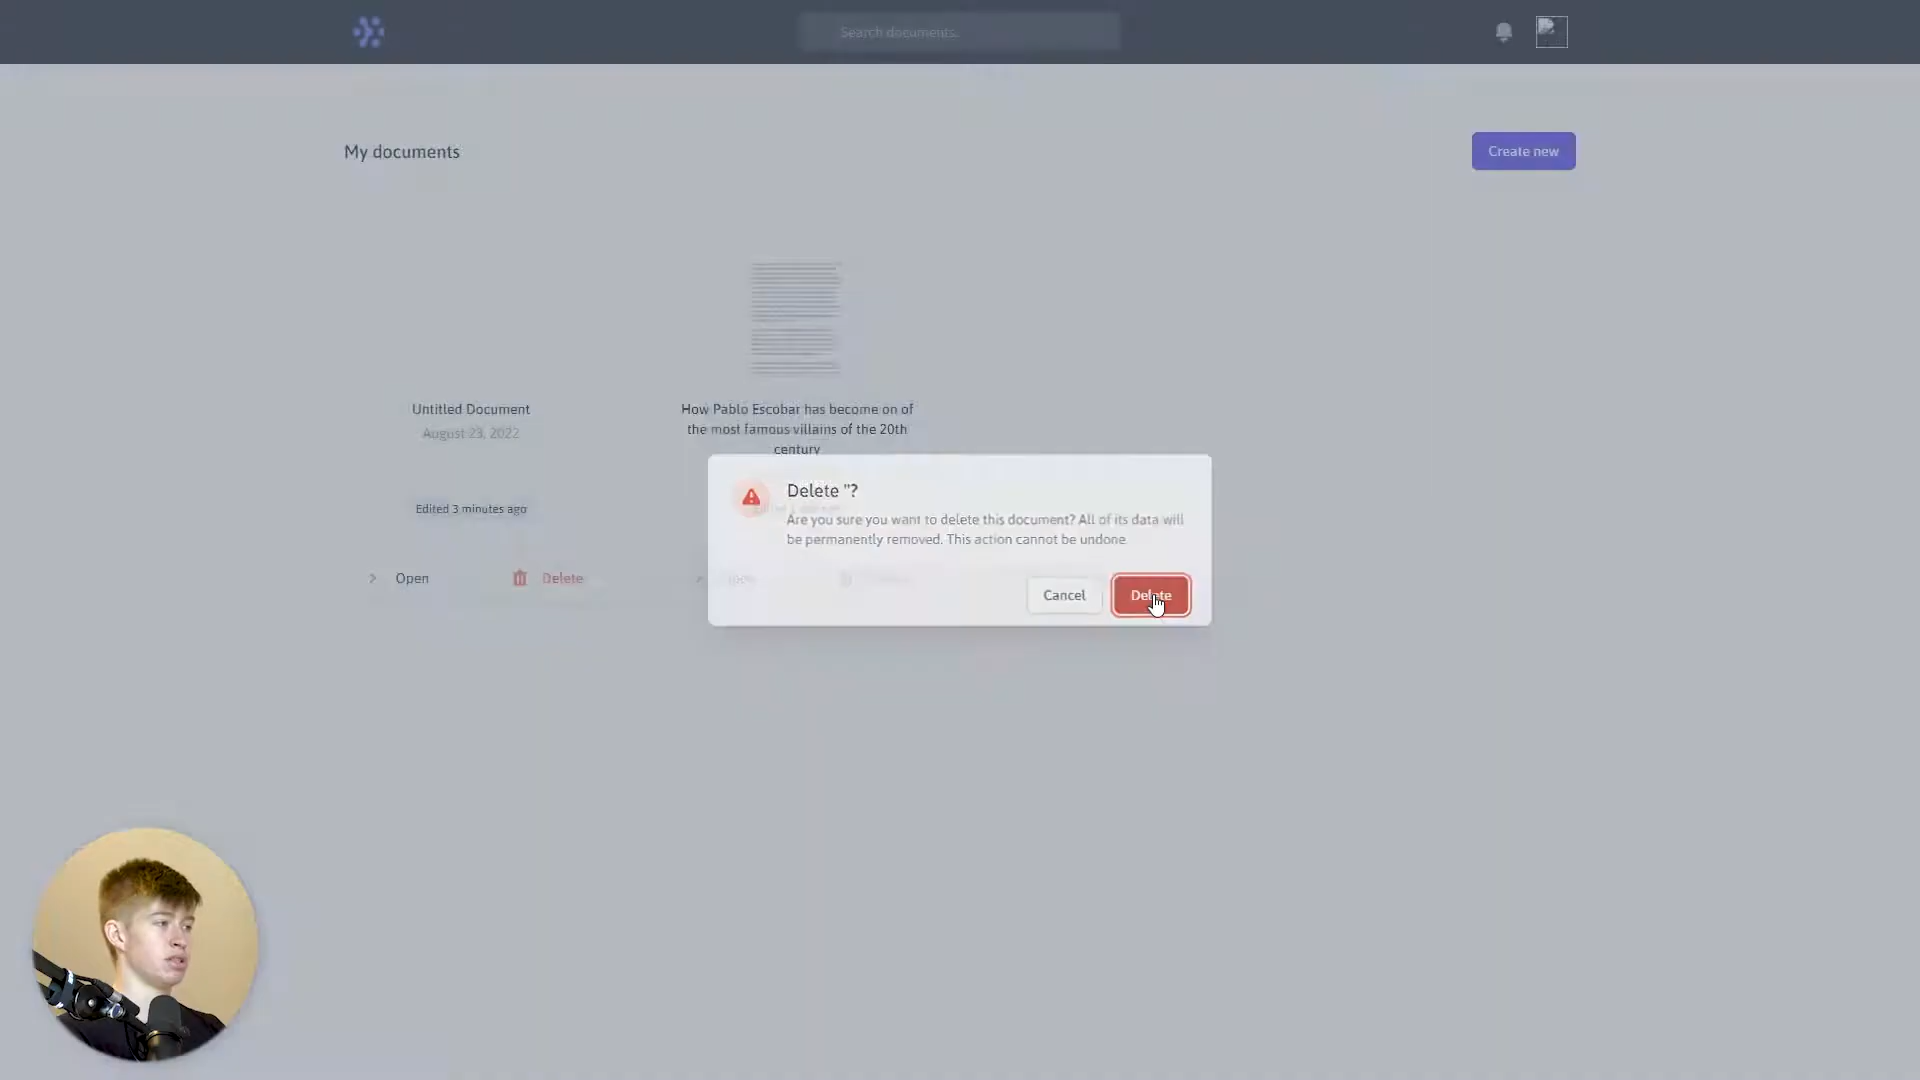 Search documents.
My documents
Create new
Untitled Document
August 23, 2022
Edited 3 minutes ago
Open
Delete
How Pablo Escobar has become on of
the most famous villains of the 20th
century
Delete ''?
Are you sure you want to delete this document? All of its data will
be permanently removed. This action cannot be undone.
Cancel
Delete